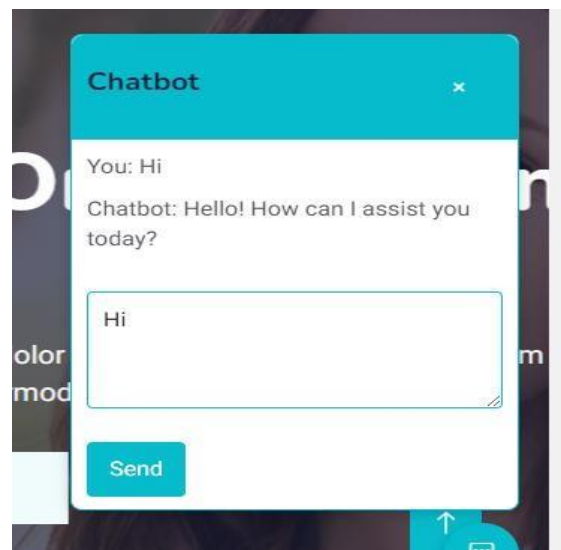 Chatbot
×
You: Hi
Chatbot: Hello! How can I assist you
today?
Hi
olor
m
mod
Send